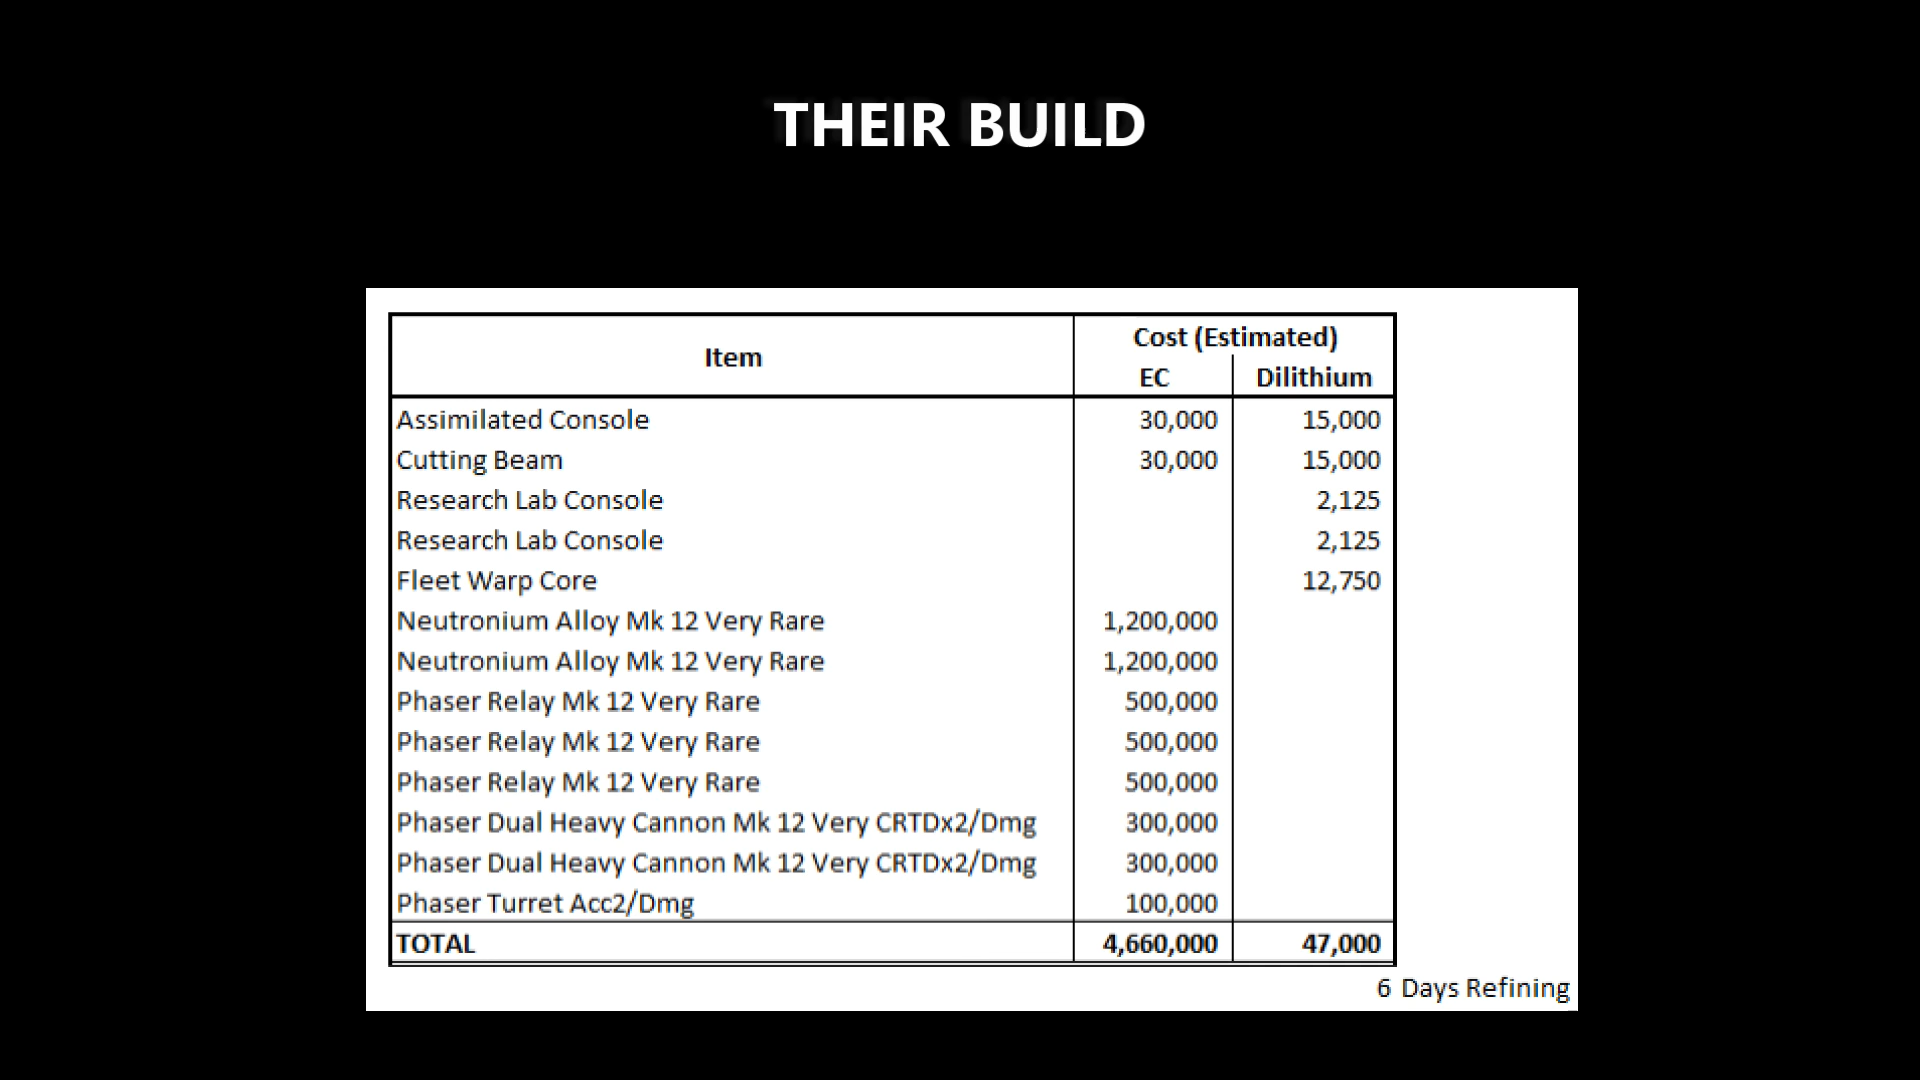 THEIR BUILD
Item Cost (Estimated)
EC Dilithium
Assimilated Console 30,000 15,000
Cutting Beam 30,000 15,000
Research Lab Console 2,125
Research Lab Console 2,125
Fleet Warp Core 12,750
Neutronium Alloy Mk 12 Very Rare 1,200,000
Neutronium Alloy Mk 12 Very Rare 1,200,000
Phaser Relay Mk 12 Very Rare 500,000
Phaser Relay Mk 12 Very Rare 500,000
Phaser Relay Mk 12 Very Rare 500,000
Phaser Dual Heavy Cannon Mk 12 Very CRTDx2/Dmg 300,000
Phaser Dual Heavy Cannon Mk 12 Very CRTDx2/Dmg 300,000
Phaser Turret Acc2/Dmg 100,000
TOTAL 4,660,000 47,000
6 Days Refining